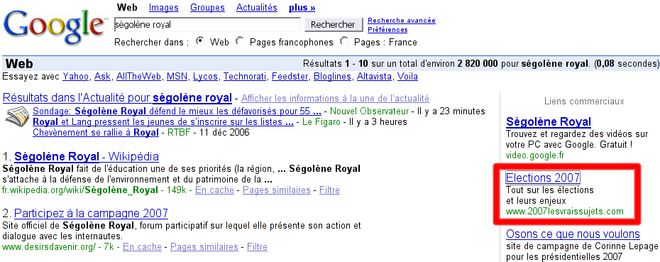 Web Images Groupes Actualités plus »
Google
ségolène royal Rechercher Recherche avancée
Préférences
Rechercher dans : Web Pages francophones Pages : France
Web Résultats 1 - 10 sur un total d'environ 2 820 000 pour ségolène royal. (0,08 secondes)
Essayez avec Yahoo, Ask, AllTheWeb, MSN, Lycos, Technorati, Feedster, Bloglines, Altavista, Voila
Résultats dans l'Actualité pour ségolène royal - Afficher les informations à la une de l'actualité
Sondage: Ségolène Royal défend le mieux les défavorisés pour 55 ... - Nouvel Observateur - Il y a 23 minutes
Royal et Lang pressent les jeunes de s'inscrire sur les listes ... - Le Figaro - Il y a 3 heures
Chevènement se rallie à Royal - RTBF - 11 déc 2006
1. Ségolène Royal - Wikipédia
Ségolène Royal fait de l'éducation une de ses priorités (la région, ... Ségolène Royal
s'attache à la défense de l'environnement et du patrimoine de la ...
fr.wikipedia.org/wiki/Ségolène_Royal - 149k - En cache - Pages similaires - Filtre
2. Participez à la campagne 2007
Site officiel de Ségolène Royal, forum participatif sur lequel elle présente son action et
dialogue avec les internautes.
www.desirsdavenir.org/ - 7k - En cache - Pages similaires - Filtre
Liens commerciaux
Ségolène Royal
Trouvez et regardez des vidéos sur
votre PC avec Google. Gratuit !
video.google.fr
Elections 2007
Tout sur les élections
et leurs enjeux
www.2007lesvraissujets.com
Osons ce que nous voulons
site de campagne de Corinne Lepage
pour les présidentielles 2007